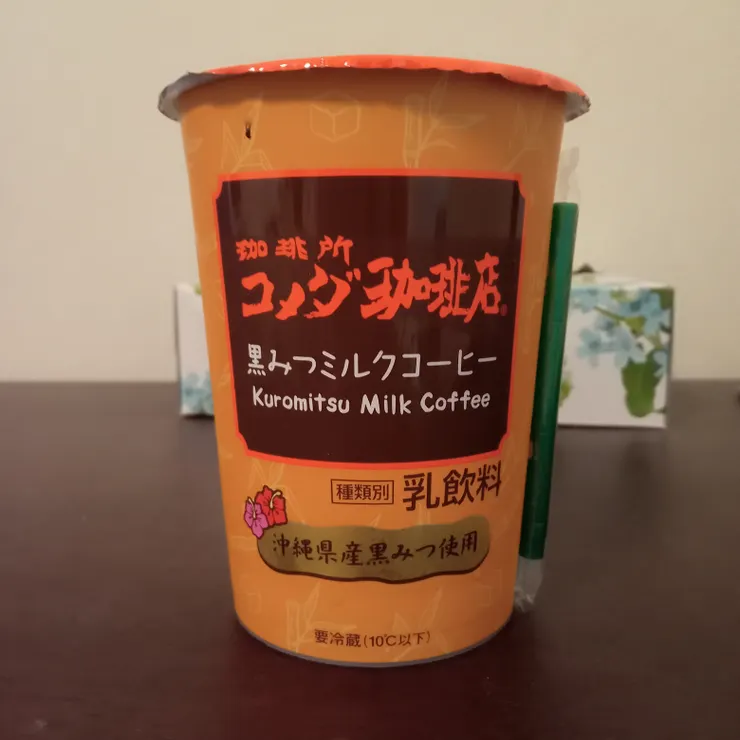 珈琲所
コメダ珈琲店®
黒みつミルクコーヒー
Kuromitsu Milk Coffee
種類別 乳飲料
沖縄県産黒みつ使用
要冷蔵(10℃以下)